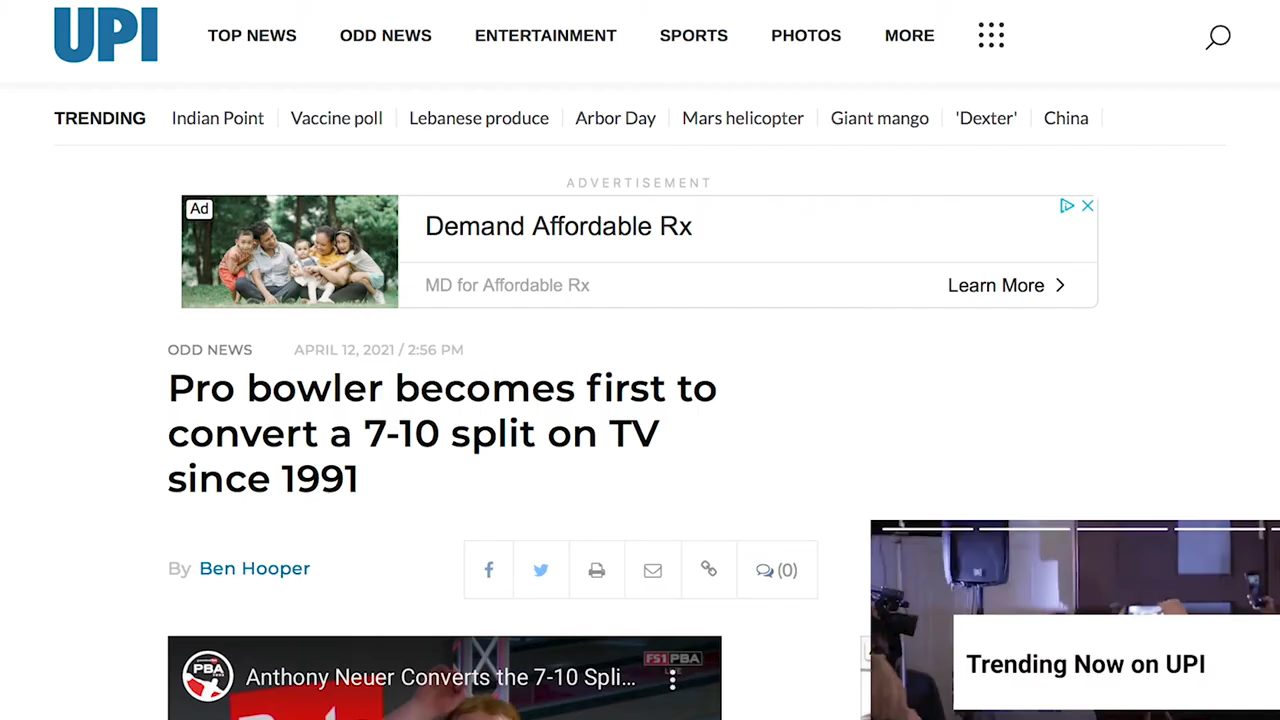 UPI
TOP NEWS ODD NEWS ENTERTAINMENT SPORTS PHOTOS MORE
TRENDING Indian Point Vaccine poll Lebanese produce Arbor Day Mars helicopter Giant mango 'Dexter' China
ADVERTISEMENT
Ad
Demand Affordable Rx
MD for Affordable Rx Learn More
ODD NEWS APRIL 12, 2021 / 2:56 PM
Pro bowler becomes first to
convert a 7-10 split on TV
since 1991
By Ben Hooper
(0)
PBA
Anthony Neuer Converts the 7-10 Spli...
FS1 PBA
Trending Now on UPI